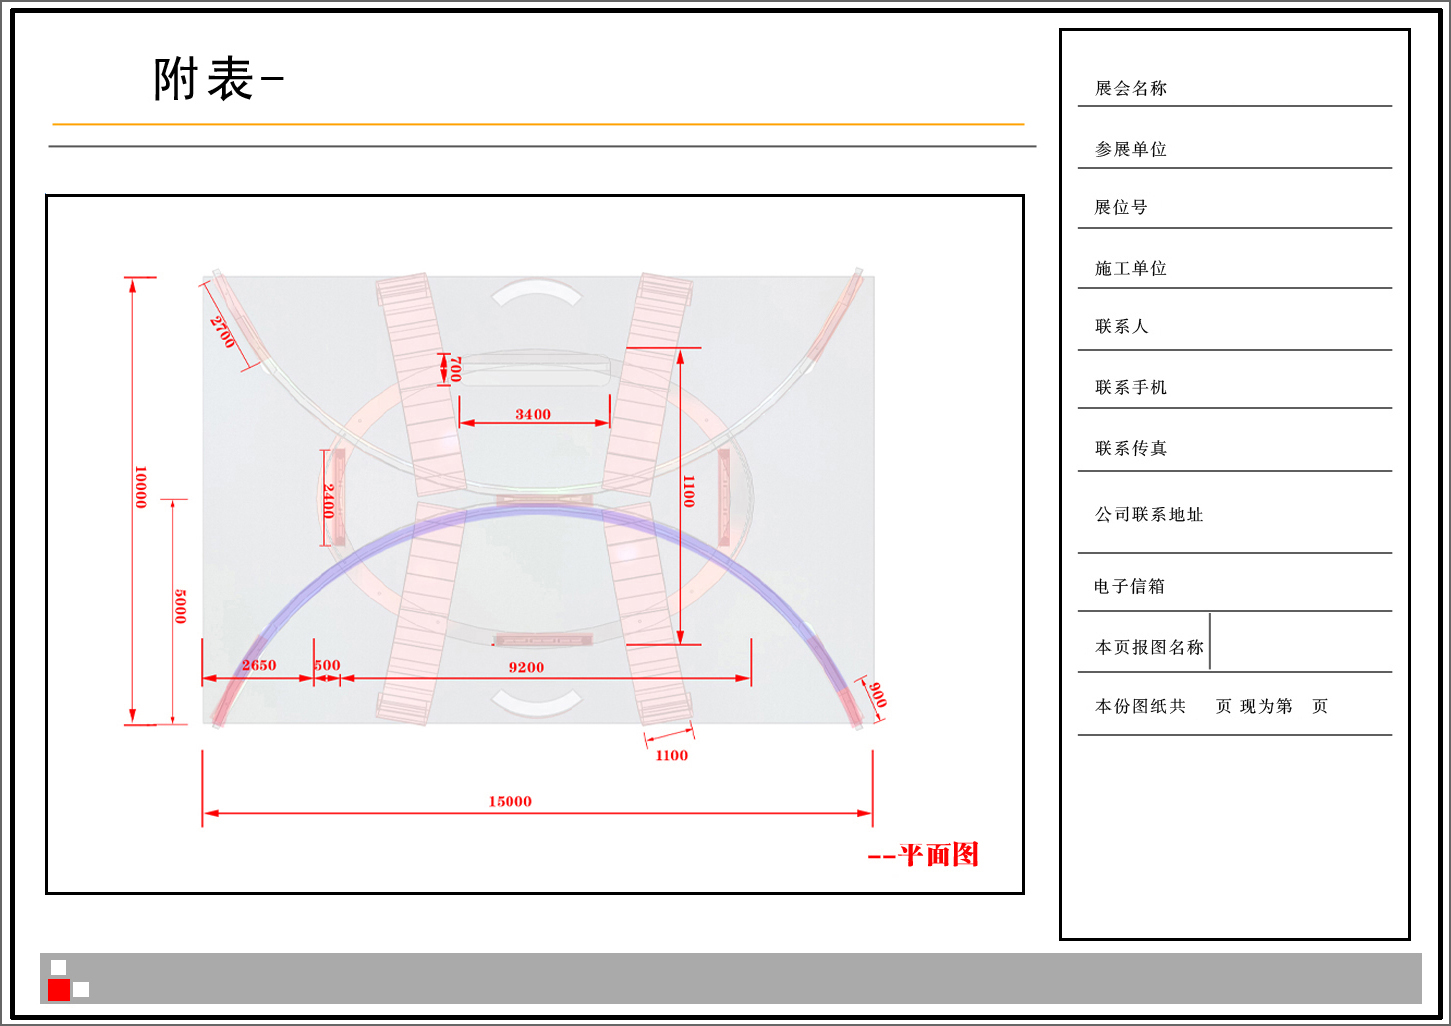 附表-
展会名称
参展单位
展位号
施工单位
联系人
联系手机
联系传真
公司联系地址
电子信箱
本页报图名称
本份图纸共 页 现为第 页
2700
700
3400
10000
2400
1100
5000
2650
500
9200
900
1100
15000
--平面图